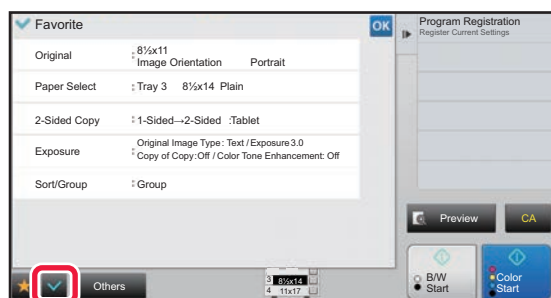 Favorite
OK
Original : 8½x11
Image Orientation Portrait
Paper Select : Tray 3 8½x14 Plain
2-Sided Copy : 1-Sided→2-Sided :Tablet
Exposure : Original Image Type : Text / Exposure 3.0
Copy of Copy:Off / Color Tone Enhancement: Off
Sort/Group : Group
Others
3 8½x14
4 11x17
Program Registration
Register Current Settings
Preview
CA
B/W
Start
Color
Start